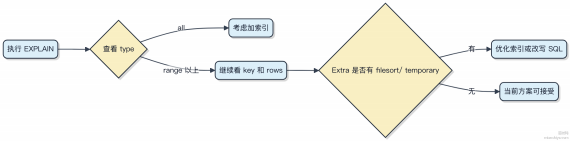 执行 EXPLAIN
查看 type
all
考虑加索引
range 以上
继续看 key 和 rows
Extra 是否有 filesort/ temporary
有
优化索引或改写 SQL
无
当前方案可接受